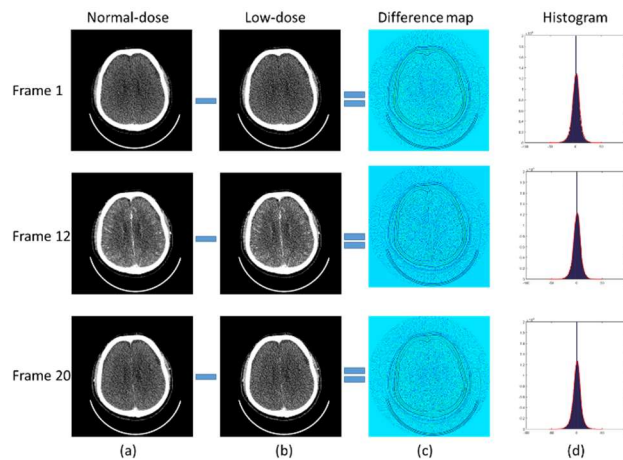 Normal-dose Low-dose Difference map Histogram
Frame 1
Frame 12
Frame 20
(a) (b) (c) (d)